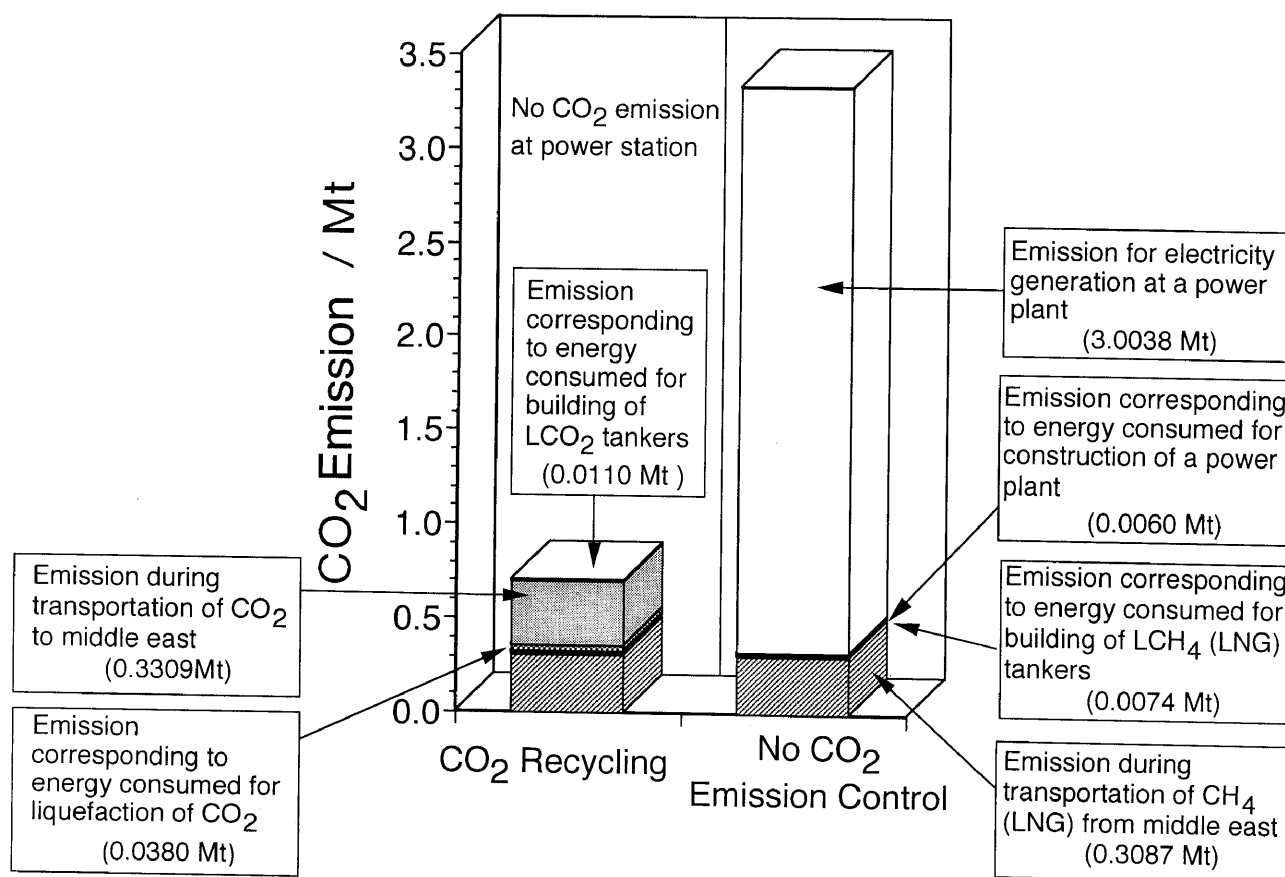 3.5
3.0
2.5
2.0
1.5
1.0
0.5
0.0
CO2 Emission / Mt
No CO2 emission
at power station
Emission
corresponding
to energy
consumed for
building of
LCO2 tankers
(0.0110 Mt )
Emission during
transportation of CO2
to middle east
(0.3309Mt)
Emission
corresponding to
energy consumed for
liquefaction of CO2
(0.0380 Mt)
Emission for electricity
generation at a power
plant
(3.0038 Mt)
Emission corresponding
to energy consumed for
construction of a power
plant
(0.0060 Mt)
Emission corresponding
to energy consumed for
building of LCH4 (LNG)
tankers
(0.0074 Mt)
Emission during
transportation of CH4
(LNG) from middle east
(0.3087 Mt)
CO2 Recycling
No CO2
Emission Control